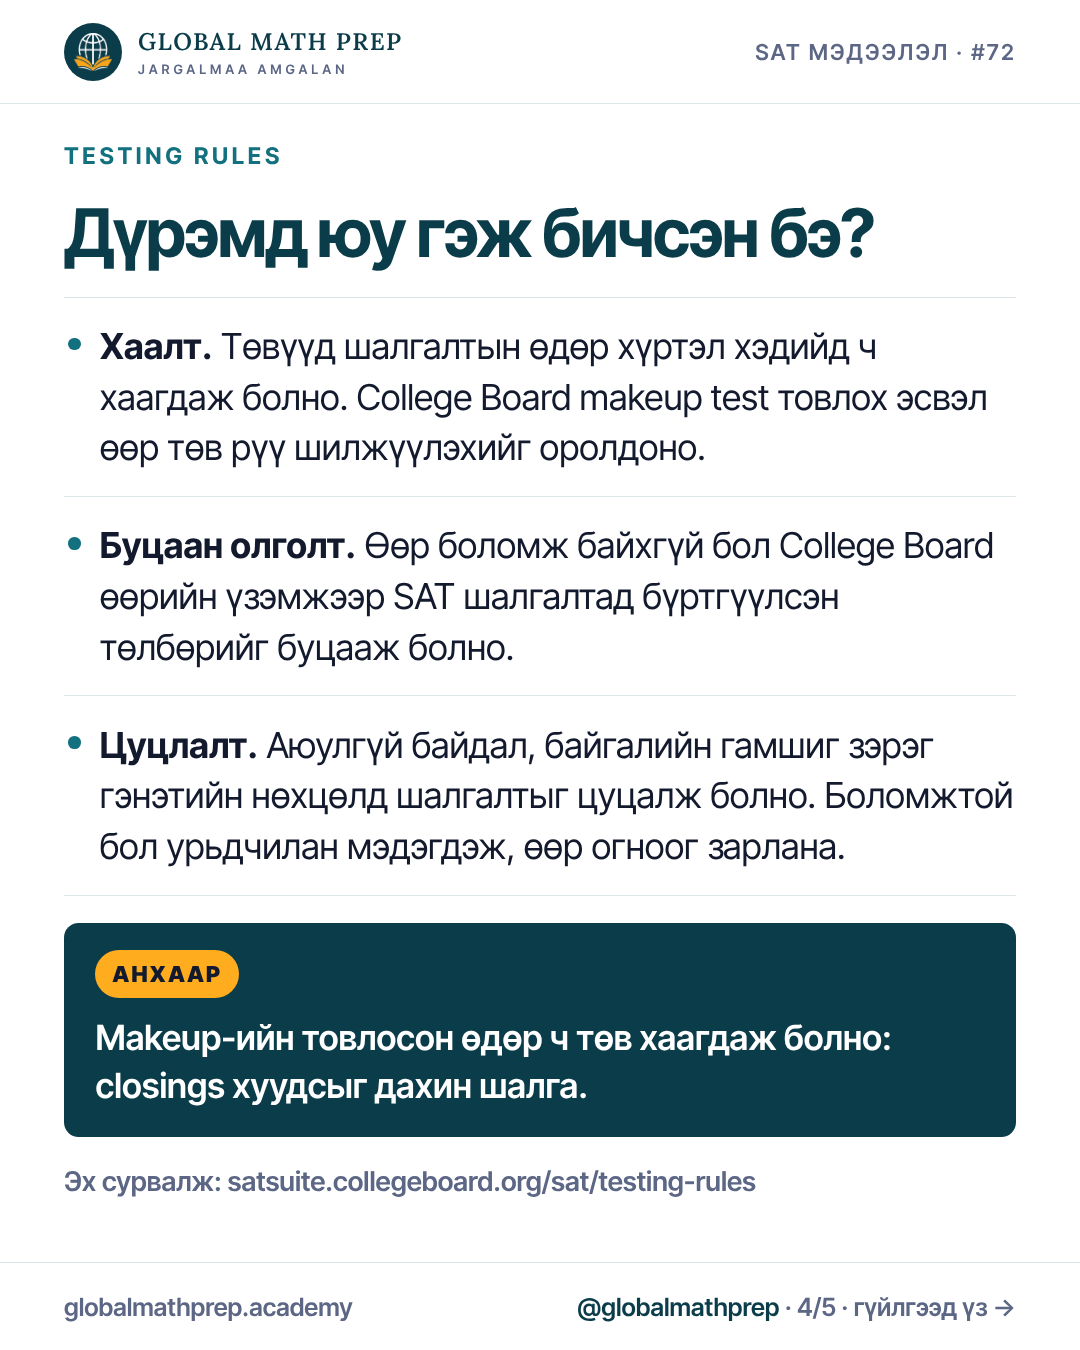 GLOBAL MATH PREP
JARGALMAA AMGALAN
SAT МЭДЭЭЛЭЛ · #72
TESTING RULES
Дүрэмд юу гэж бичсэн бэ?
• Хаалт. Төвүүд шалгалтын өдөр хүртэл хэдийд ч
хаагдаж болно. College Board makeup test товлох эсвэл
өөр төв рүү шилжүүлэхийг оролдоно.
• Буцаан олголт. Өөр боломж байхгүй бол College Board
өөрийн үзэмжээр SAT шалгалтад бүртгүүлсэн
төлбөрийг буцааж болно.
• Цуцлалт. Аюулгүй байдал, байгалийн гамшиг зэрэг
гэнэтийн нөхцөлд шалгалтыг цуцалж болно. Боломжтой
бол урьдчилан мэдэгдэж, өөр огноог зарлана.
АНХААР
Makeup-ийн товлосон өдөр ч төв хаагдаж болно:
closings хуудсыг дахин шалга.
Эх сурвалж: satsuite.collegeboard.org/sat/testing-rules
globalmathprep.academy
@globalmathprep · 4/5 · гүйлгээд үз →